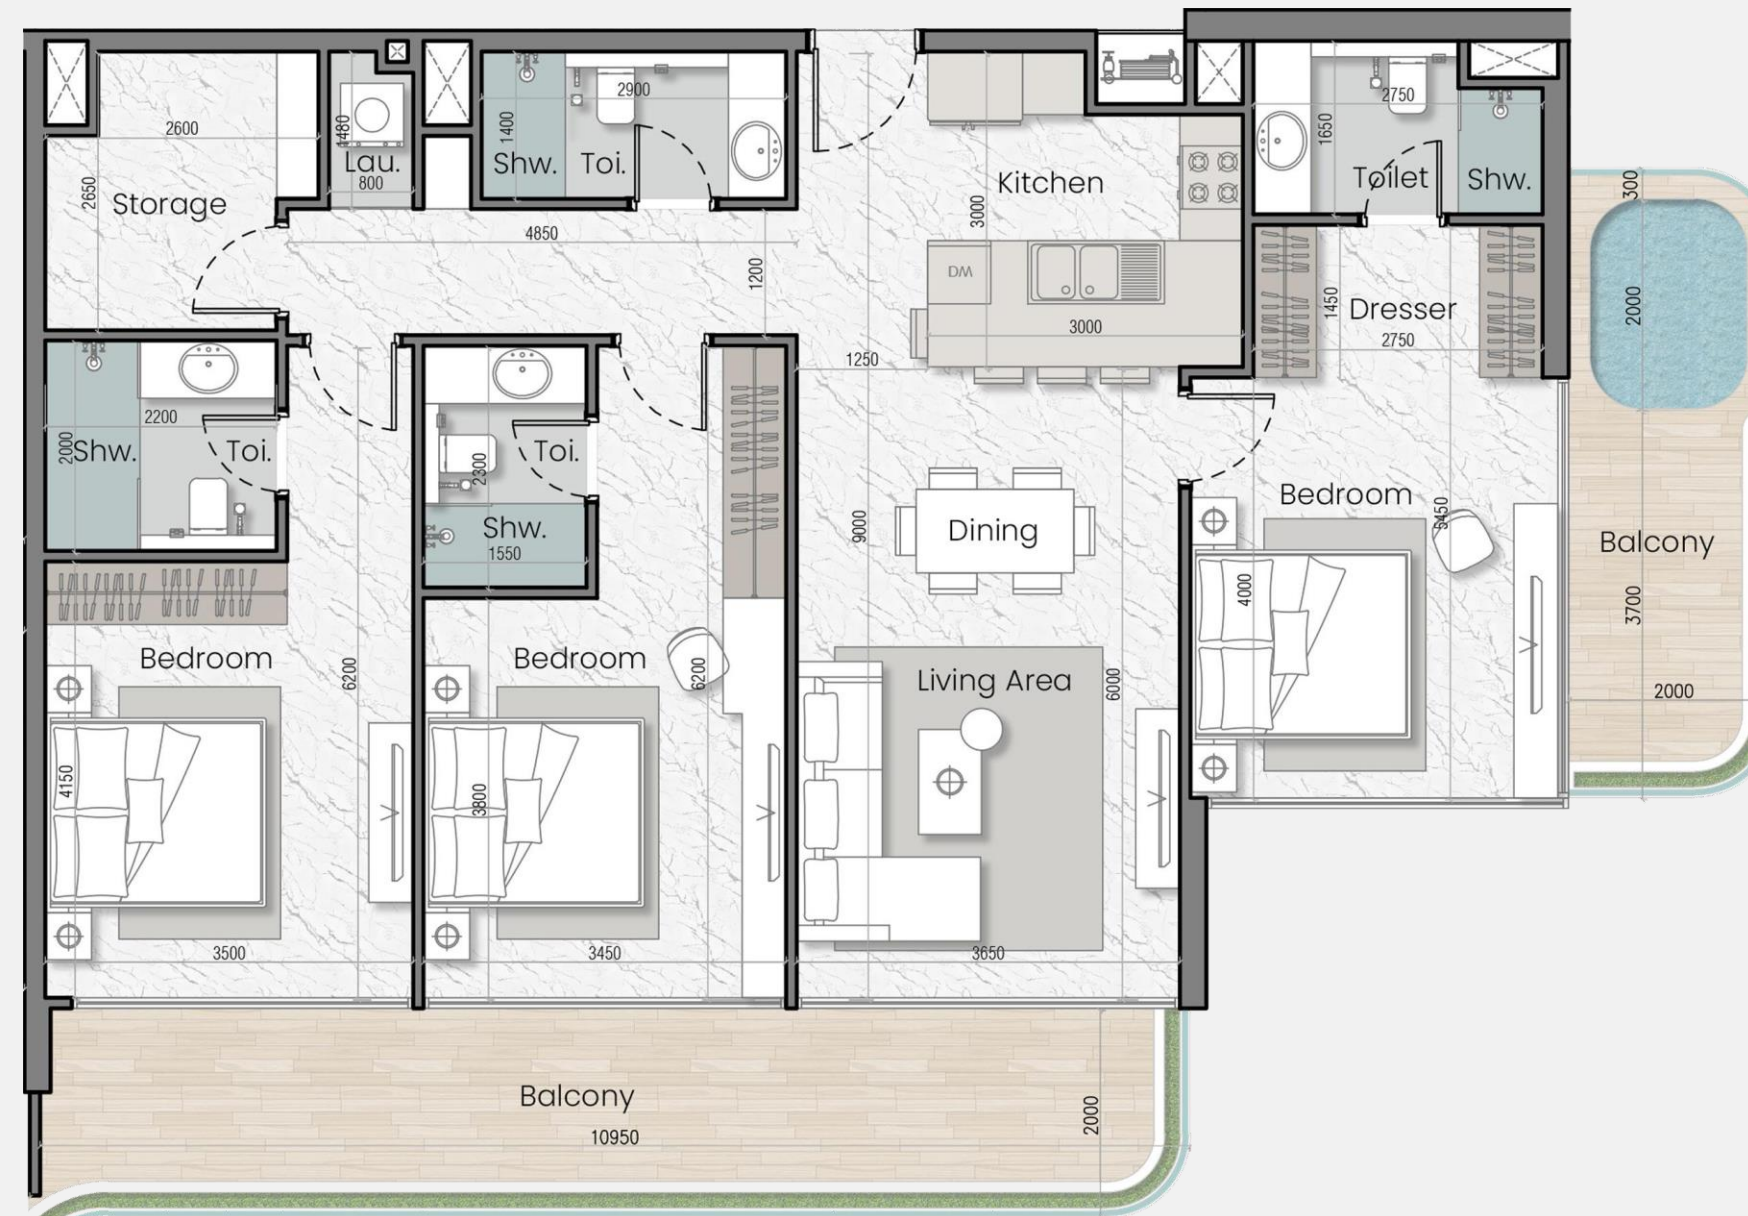 2900
2750
1480
1400
1650
2600
Lau.
Shw.
Toi.
Kitchen
Toilet
Shw.
800
2650
Storage
3000
300
4850
1200
DM
1450
Dresser
2000
3000
2750
1250
2200
2000
Shw.
Toi.
Toi.
2300
Shw.
1550
Dining
9000
Bedroom
5450
Balcony
4000
3700
Bedroom
6200
Bedroom
6200
Living Area
6000
2000
4150
3800
3500
3450
3650
Balcony
10950
2000